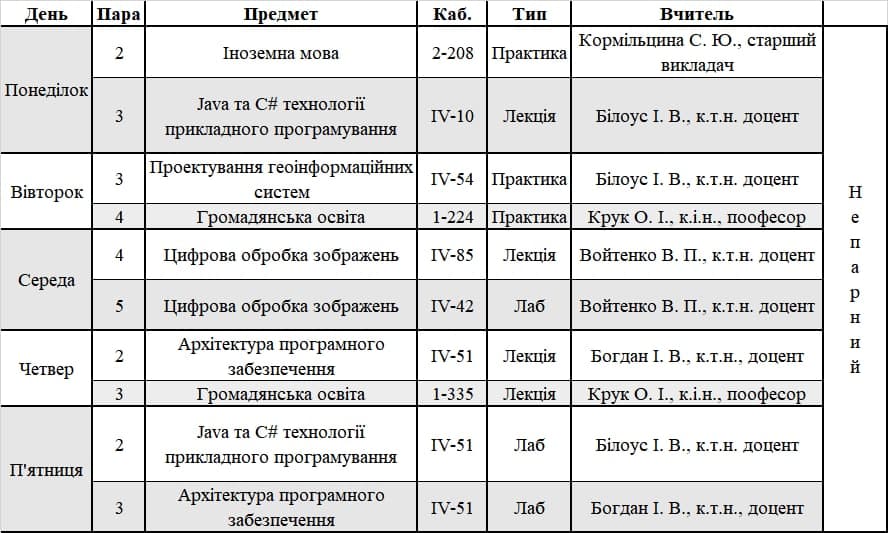 День Пара Предмет Каб. Тип Вчитель
Понеділок
2 Іноземна мова 2-208 Практика Кормільцина С. Ю., старший
викладач
3 Java та C# технології
прикладного програмування IV-10 Лекція Білоус І. В., к.т.н. доцент
Вівторок
3 Проектування геоінформаційних
систем IV-54 Практика Білоус І. В., к.т.н. доцент
4 Громадянська освіта 1-224 Практика Крук О. І., к.і.н., поофесор
Середа
4 Цифрова обробка зображень IV-85 Лекція Войтенко В. П., к.т.н. доцент
5 Цифрова обробка зображень IV-42 Лаб Войтенко В. П., к.т.н. доцент
Четвер
2 Архітектура програмного
забезпечення IV-51 Лекція Богдан І. В., к.т.н., доцент
3 Громадянська освіта 1-335 Лекція Крук О. І., к.і.н., поофесор
П'ятниця
2 Java та C# технології
прикладного програмування IV-51 Лаб Білоус І. В., к.т.н. доцент
3 Архітектура програмного
забезпечення IV-51 Лаб Богдан І. В., к.т.н., доцент
Н
е
п
а
р
н
и
й